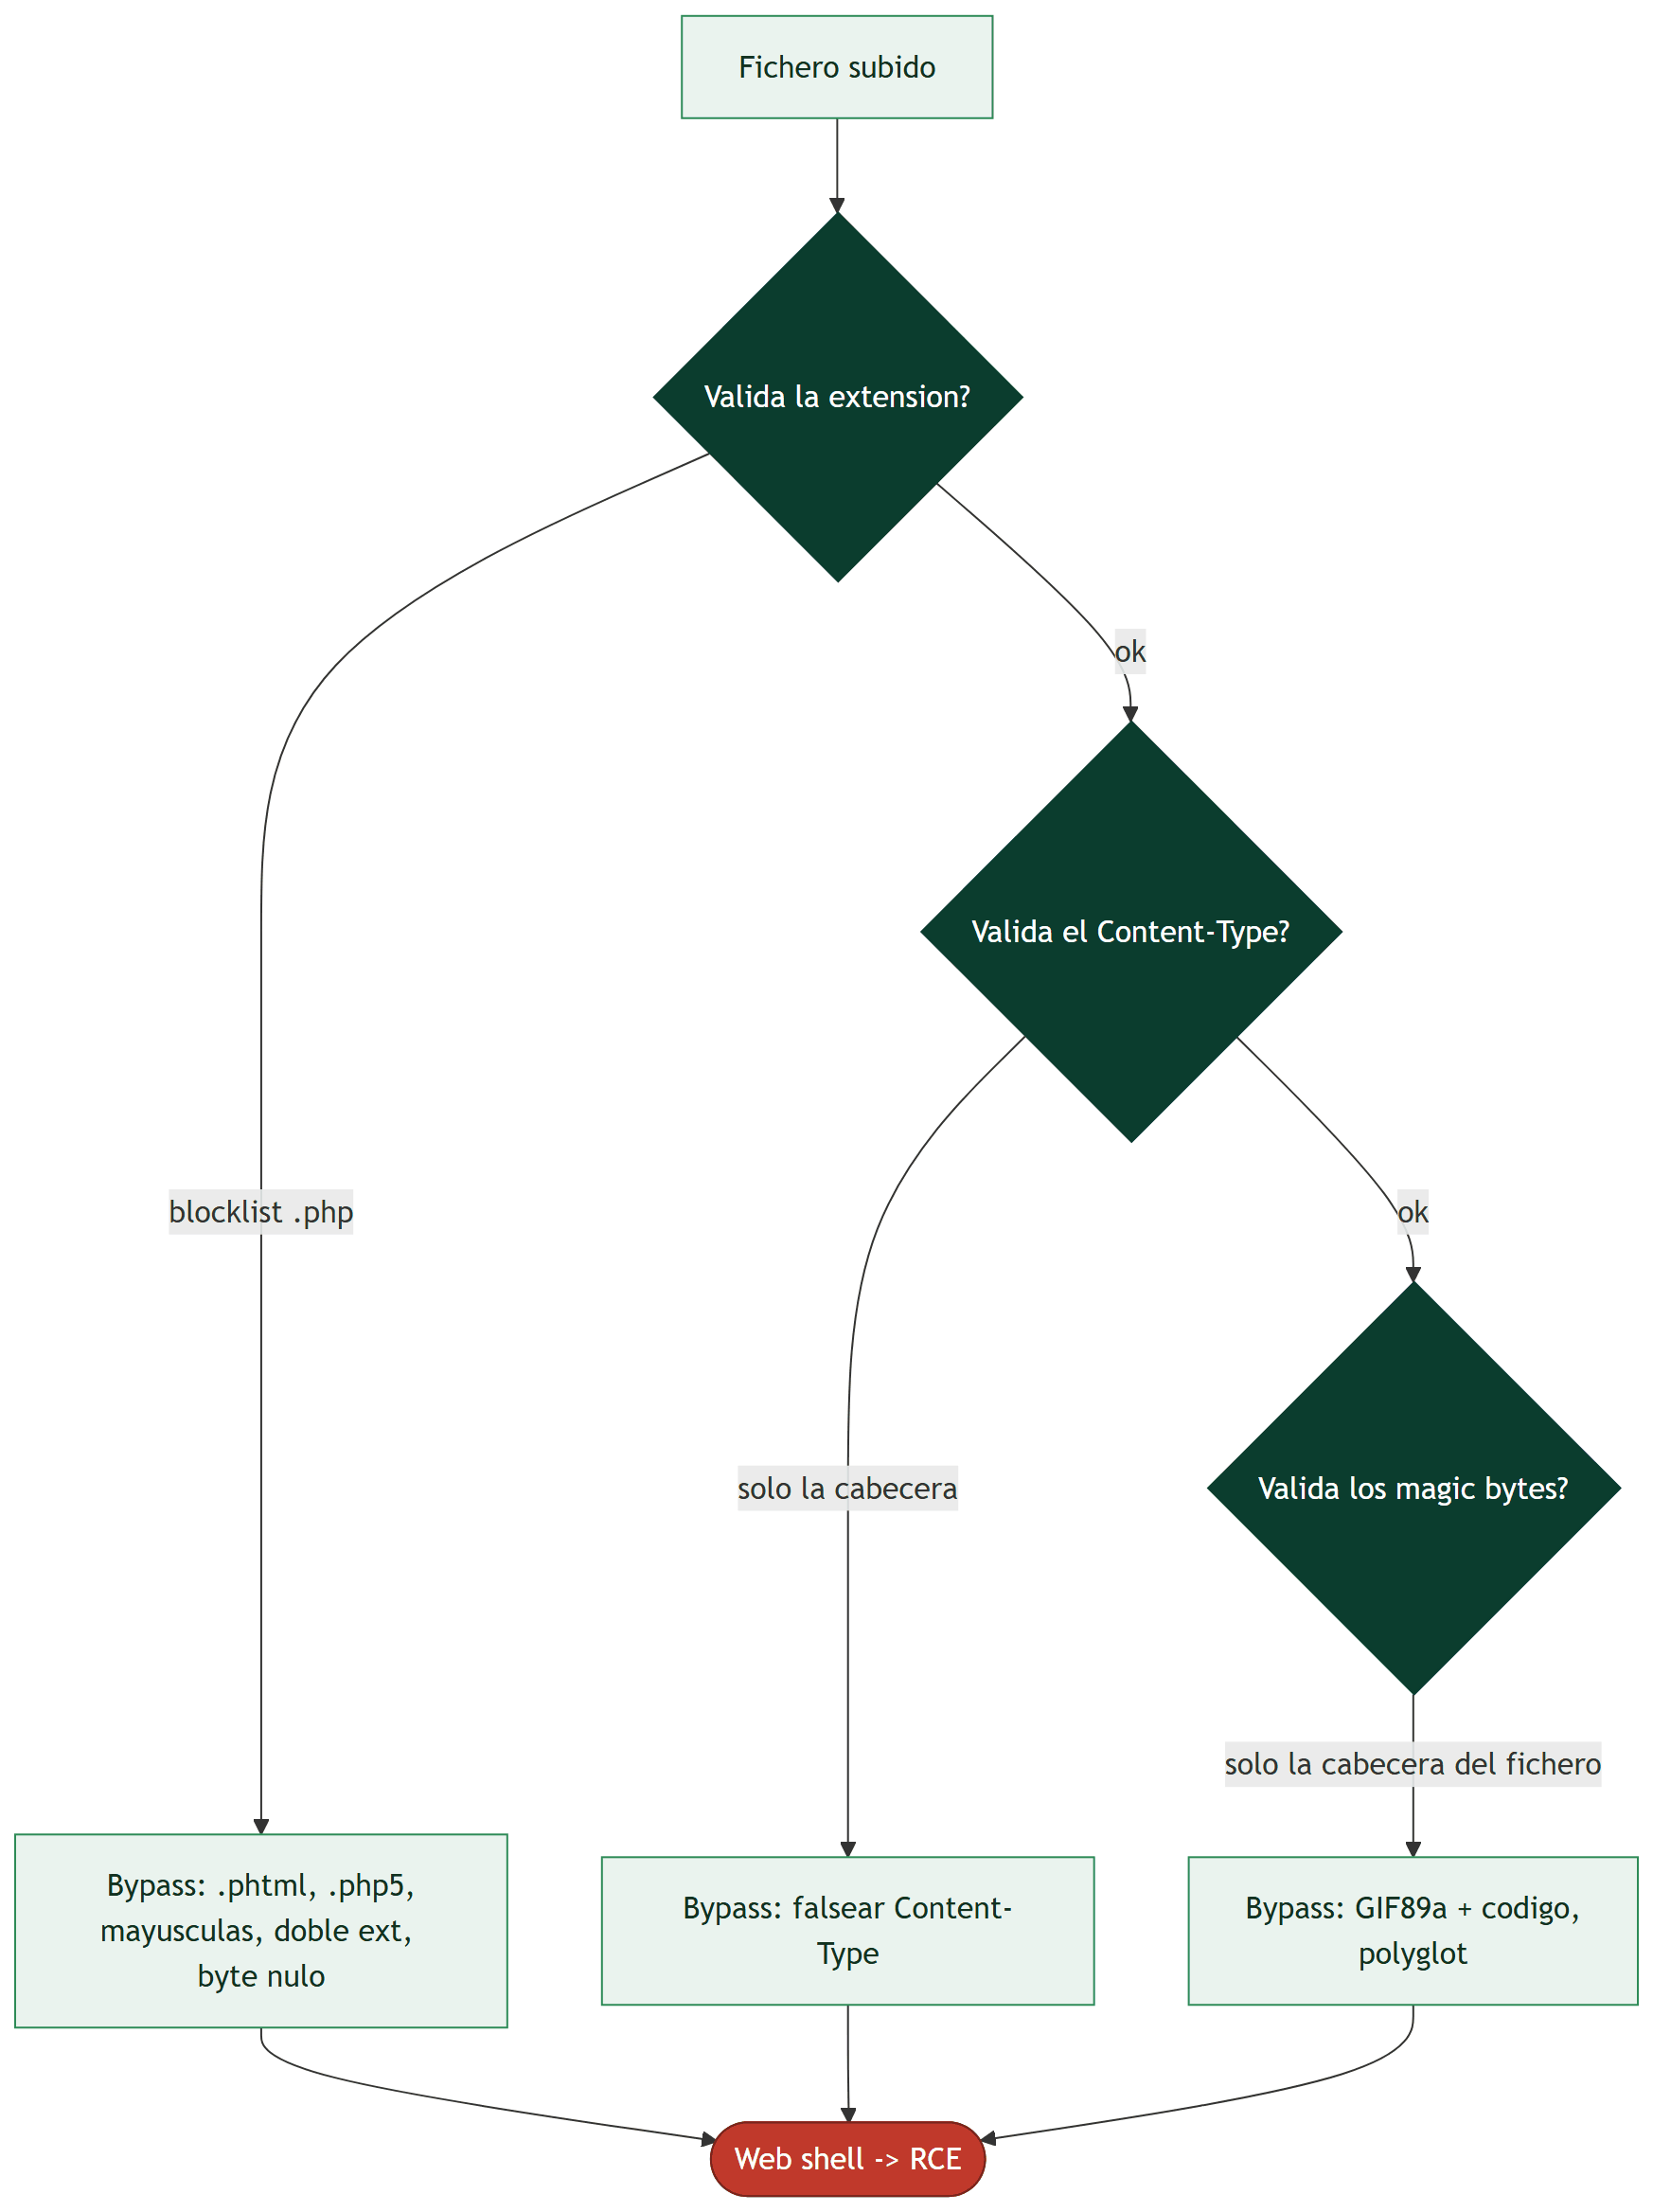 Fichero subido
Valida la extension?
ok
Valida el Content-Type?
blocklist .php
ok
solo la cabecera
Valida los magic bytes?
solo la cabecera del fichero
Bypass: .phtml, .php5,
mayusculas, doble ext,
byte nulo
Bypass: falsear Content-
Type
Bypass: GIF89a + codigo,
polyglot
Web shell -> RCE